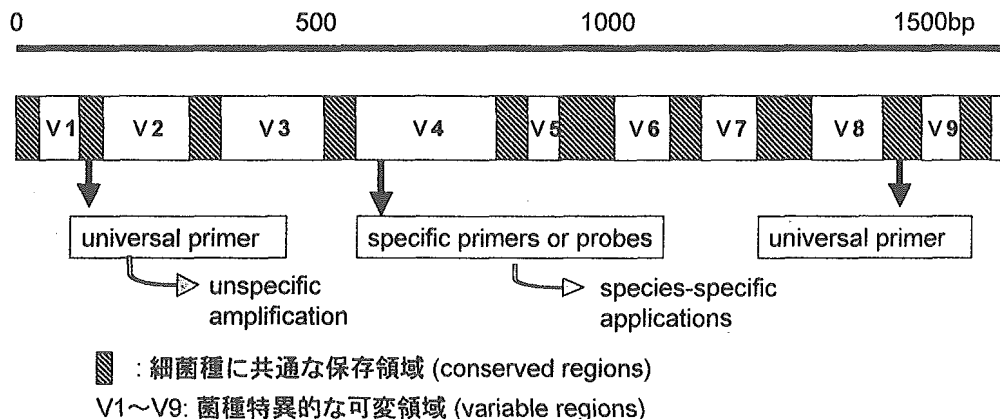 0 500 1000 1500bp
V1 V2 V3 V4 V5 V6 V7 V8 V9
universal primer specific primers or probes universal primer
unspecific amplification
species-specific applications
: 細菌種に共通な保存領域 (conserved regions)
V1～V9: 菌種特異的な可変領域 (variable regions)